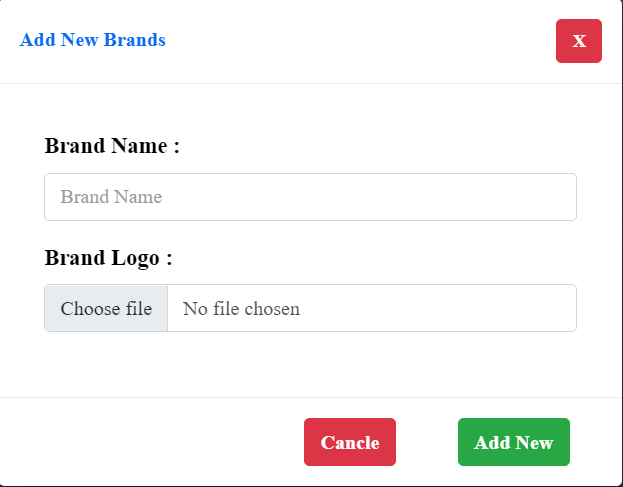 Add New Brands
X
Brand Name :
Brand Name
Brand Logo :
Choose file No file chosen
Cancle Add New